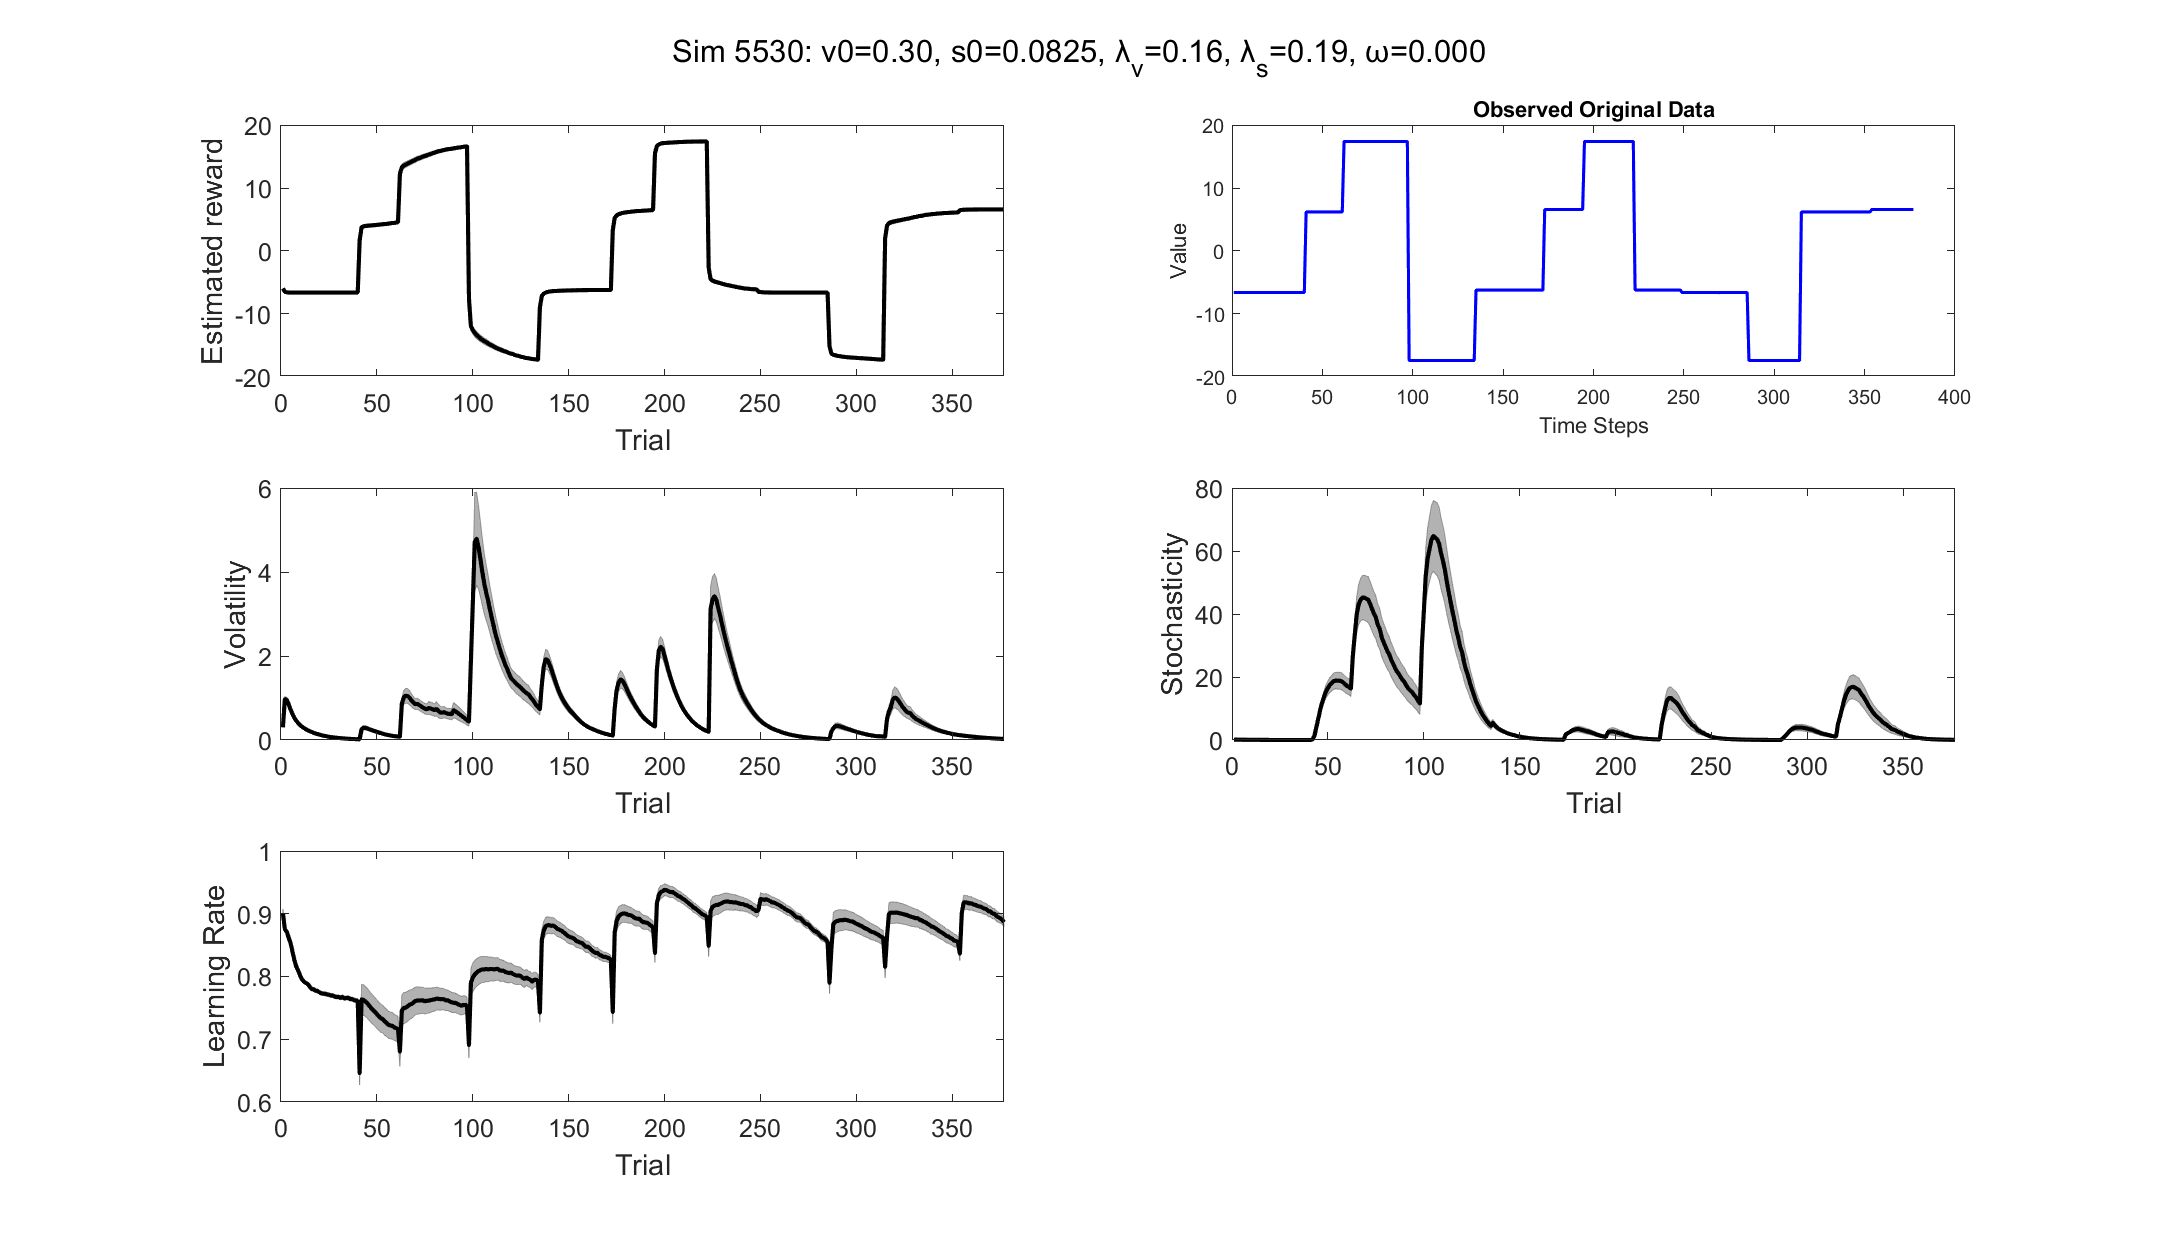 Sim 5530: v0=0.30, s0=0.0825, λv=0.16, λs=0.19, ω=0.000
20
10
0
-10
-20
Estimated reward
0 50 100 150 200 250 300 350
Trial
Observed Original Data
20
10
0
-10
-20
Value
0 50 100 150 200 250 300 350 400
Time Steps
6
4
2
0
Volatility
0 50 100 150 200 250 300 350
Trial
80
60
40
20
0
Stochasticity
0 50 100 150 200 250 300 350
Trial
1
0.9
0.8
0.7
0.6
Learning Rate
0 50 100 150 200 250 300 350
Trial